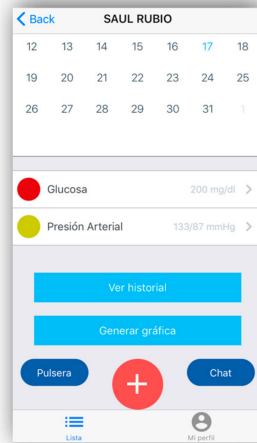 Back SAUL RUBIO
12 13 14 15 16 17 18
19 20 21 22 23 24 25
26 27 28 29 30 31 1
Glucosa 200 mg/dl
Presión Arterial 133/87 mmHg
Ver historial
Generar gráfica
Pulsera + Chat
Lista Mi perfil